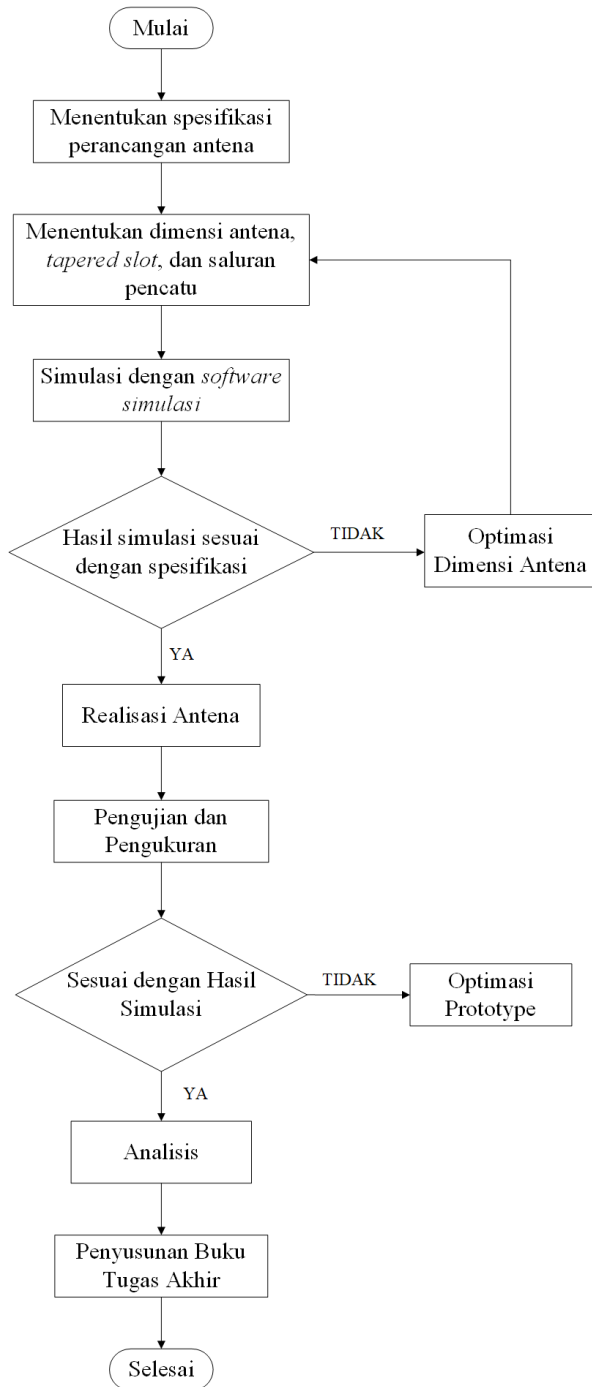 Mulai
Menentukan spesifikasi
perancangan antena
Menentukan dimensi antena,
tapered slot, dan saluran
pencatu
Simulasi dengan software
simulasi
Hasil simulasi sesuai
dengan spesifikasi
TIDAK
Optimasi
Dimensi Antena
YA
Realisasi Antena
Pengujian dan
Pengukuran
Sesuai dengan Hasil
Simulasi
TIDAK
Optimasi
Prototype
YA
Analisis
Penyusunan Buku
Tugas Akhir
Selesai